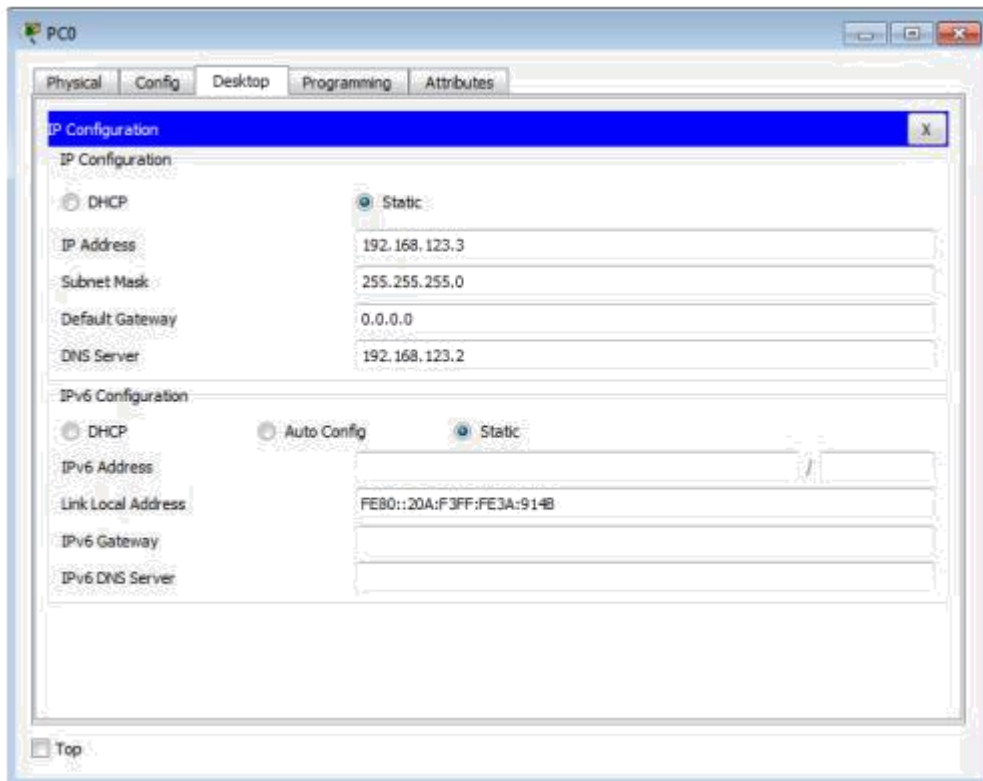 PC0
Physical Config Desktop Programming Attributes
IP Configuration X
IP Configuration
DHCP Static
IP Address 192.168.123.3
Subnet Mask 255.255.255.0
Default Gateway 0.0.0.0
DNS Server 192.168.123.2
IPv6 Configuration
DHCP Auto Config Static
IPv6 Address /
Link Local Address FE80::20A:F3FF:FE3A:914B
IPv6 Gateway
IPv6 DNS Server
Top